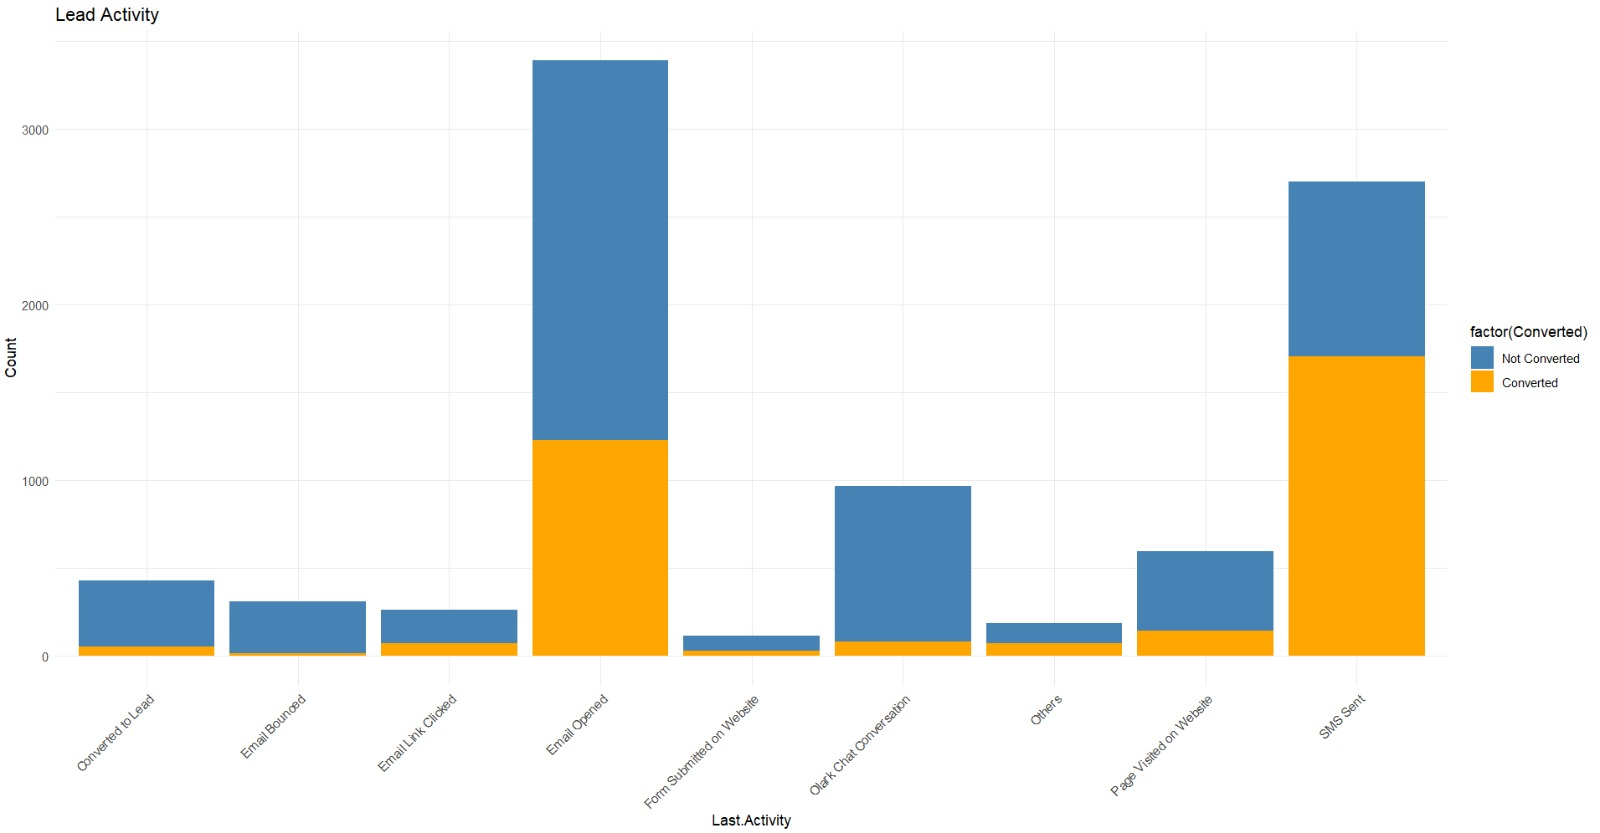 Lead Activity
3000
2000
1000
0
Count
Converted to Lead
Email Bounced
Email Link Clicked
Email Opened
Form Submitted on Website
Olark Chat Conversation
Others
Page Visited on Website
SMS Sent
Last.Activity
factor(Converted)
Not Converted
Converted